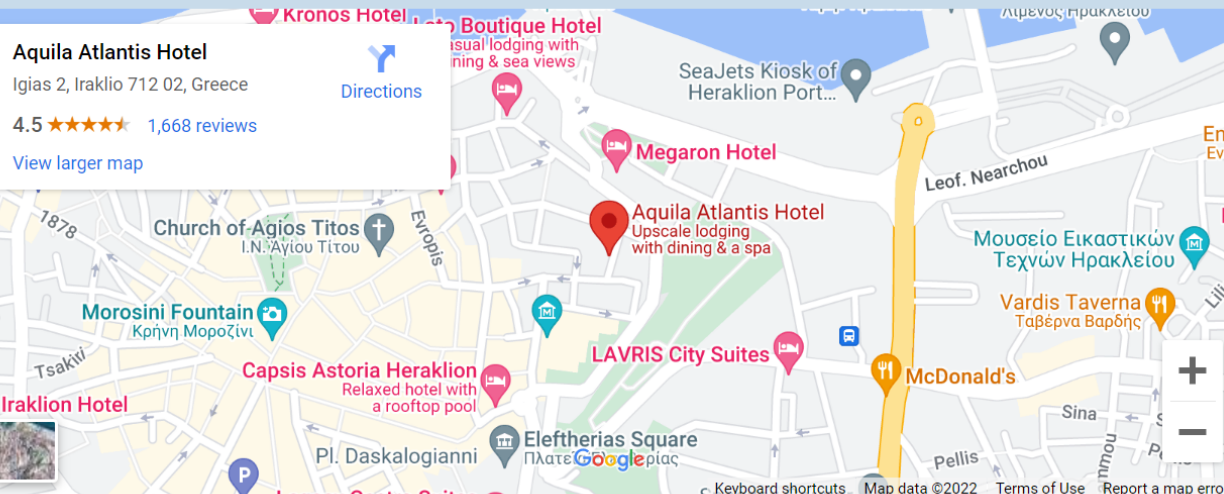 Kronos Hotel
Boutique Hotel
asual lodging with
ning & sea views
Λιμένος Ηρακλείου
Aquila Atlantis Hotel
Igias 2, Iraklio 712 02, Greece
Directions
4.5
1,668 reviews
View larger map
SeaJets Kiosk of
Heraklion Port...
Megaron Hotel
Leof. Nearchou
Aquila Atlantis Hotel
Upscale lodging
with dining & a spa
1878
Church of Agios Titos
Ι.Ν. Αγίου Τίτου
Evropis
Μουσείο Εικαστικών
Τεχνών Ηρακλείου
Morosini Fountain
Κρήνη Μοροζίνι
Vardis Taverna
Ταβέρνα Βαρδής
LAVRIS City Suites
Tsakiri
Capsis Astoria Heraklion
Relaxed hotel with
a rooftop pool
McDonald's
Iraklion Hotel
Sina
Eleftherias Square
Pl. Daskalogianni
Google
Pellis
P
Keyboard shortcuts
Map data ©2022
Terms of Use
Report a map erro